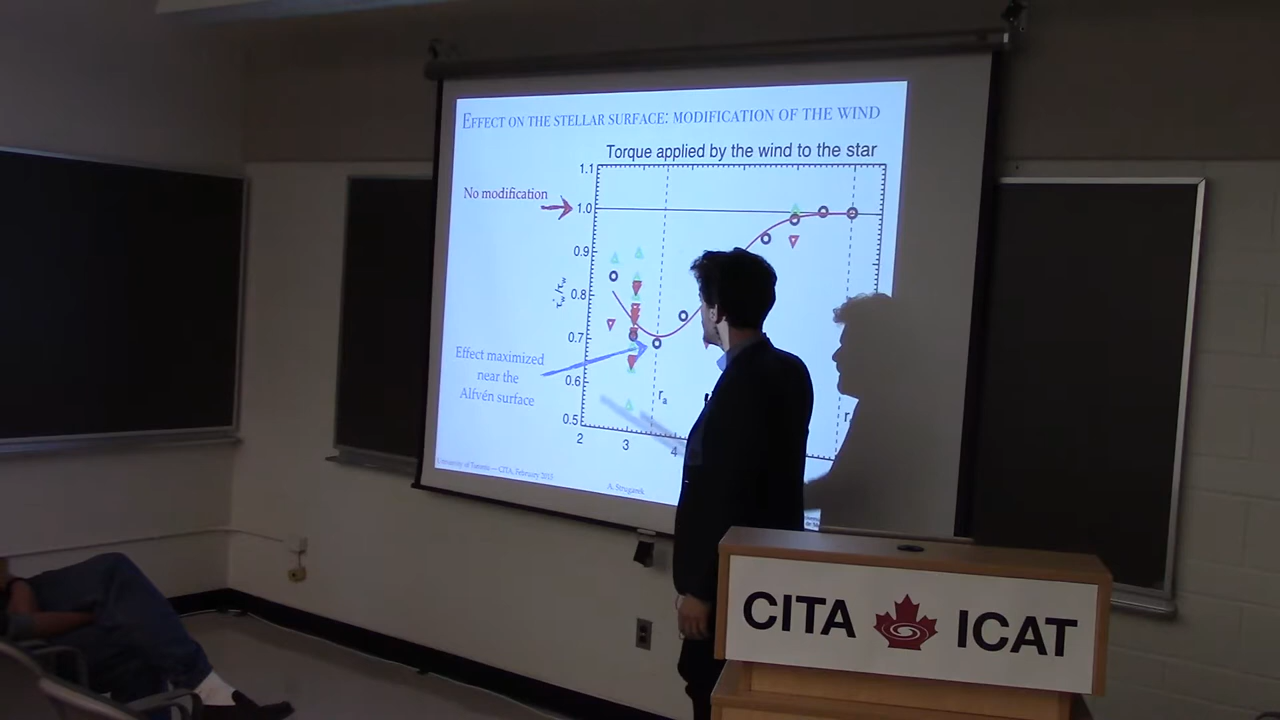 EFFECT ON THE STELLAR SURFACE: MODIFICATION OF THE WIND
Torque applied by the wind to the star
No modification
1.1
1.0
0.9
0.8
0.7
0.6
0.5
2
3
4
Effect maximized
near the
Alfvén surface
rₐ
r
University of Toronto — CITA, February 2015
A. Strugarek
CITA ICAT